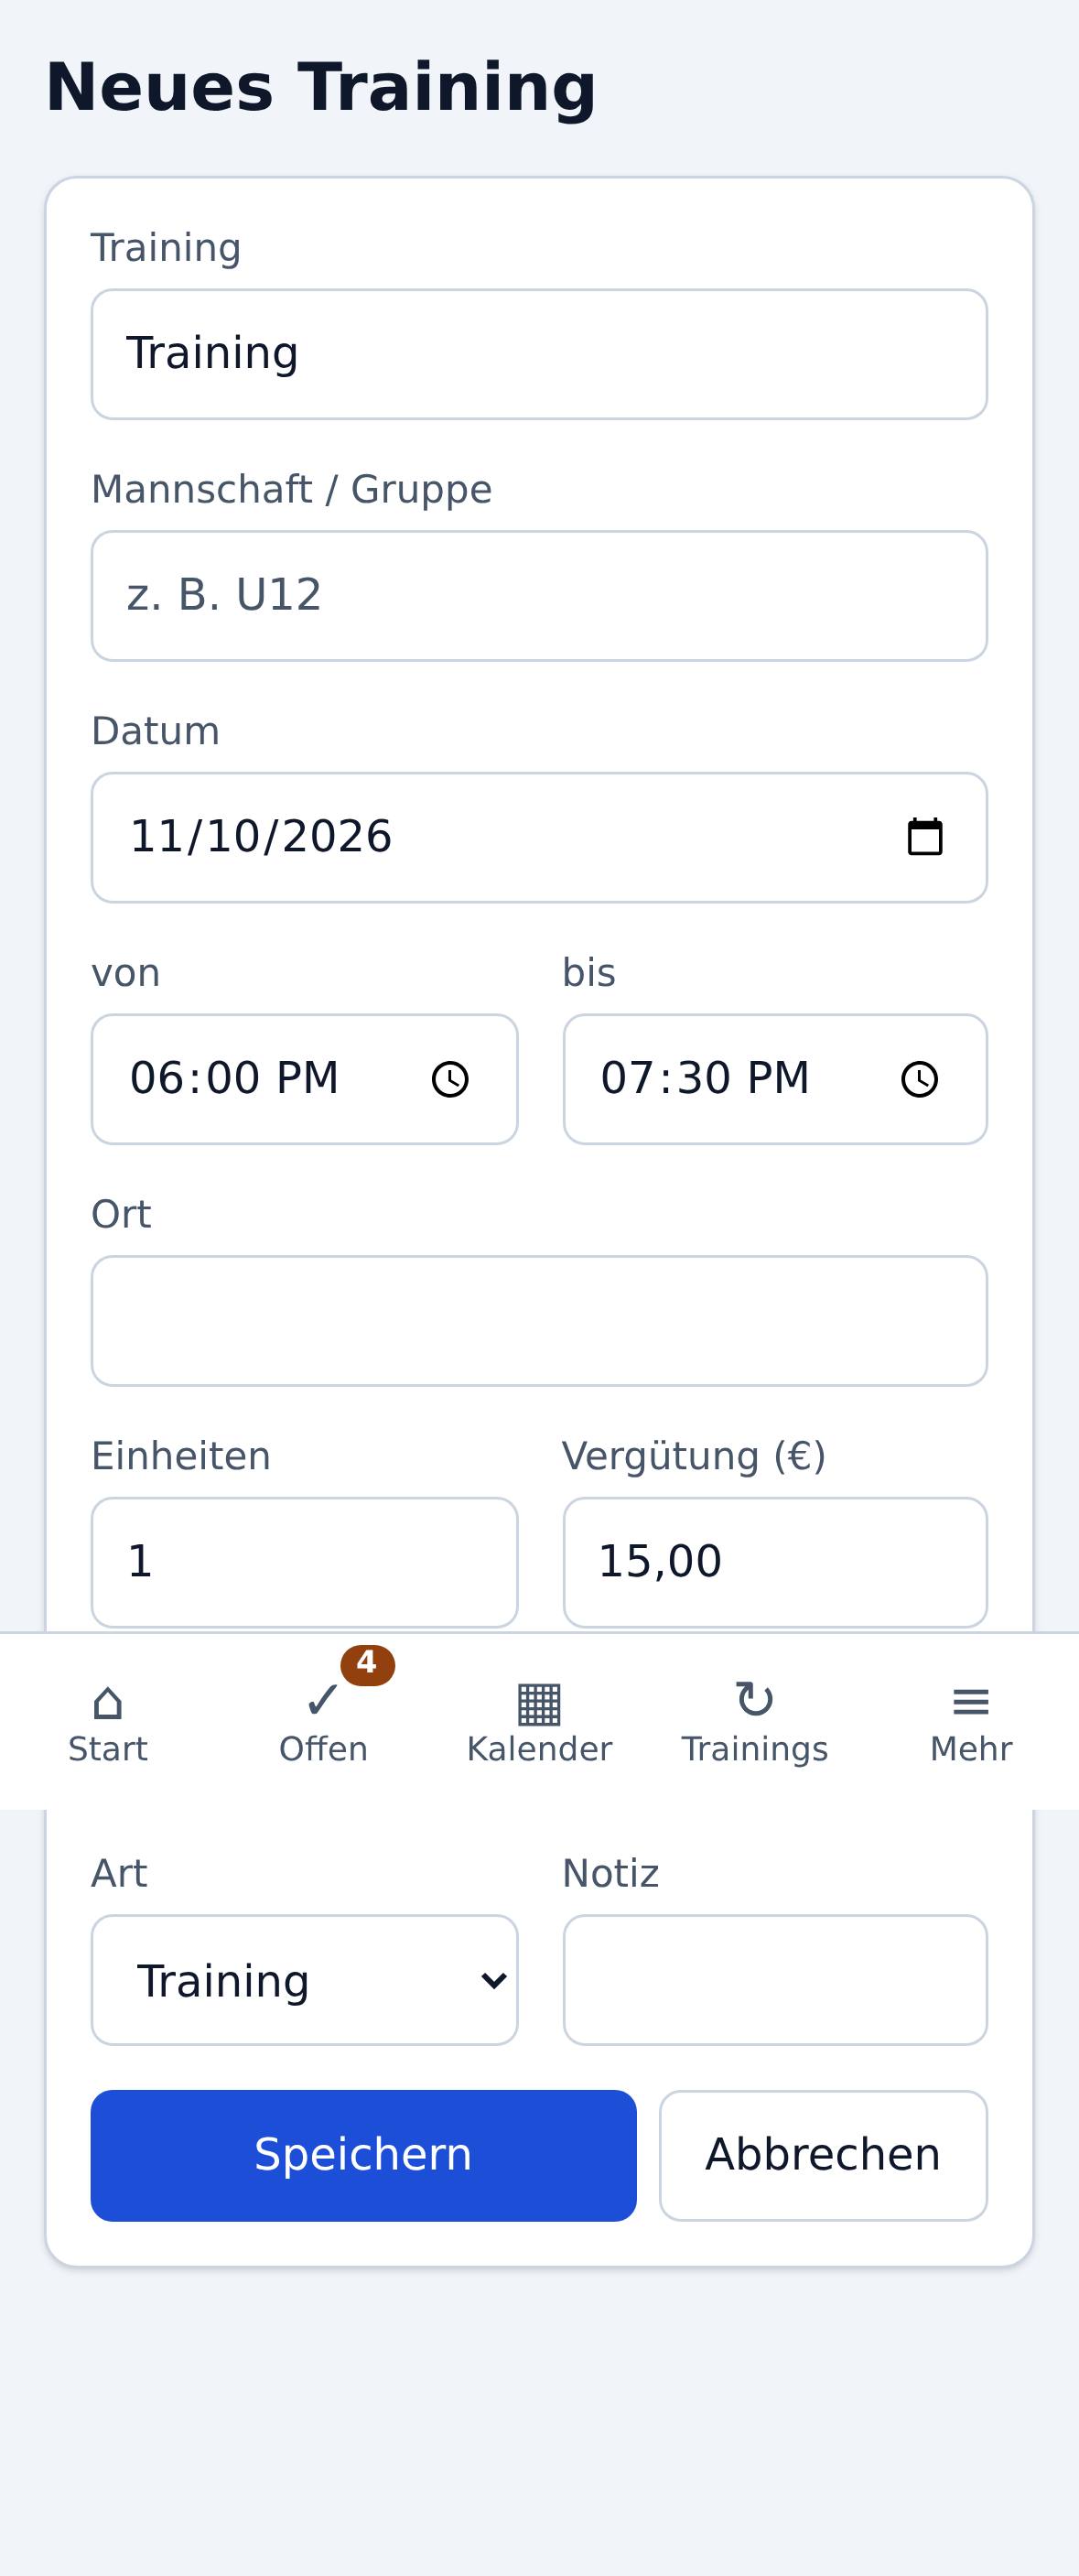 Neues Training
Training
Training
Mannschaft / Gruppe
z. B. U12
Datum
11/10/2026
von bis
06:00 PM 07:30 PM
Ort
Einheiten Vergütung (€)
1 15,00
4
Start Offen Kalender Trainings Mehr
Art Notiz
Training
Speichern Abbrechen